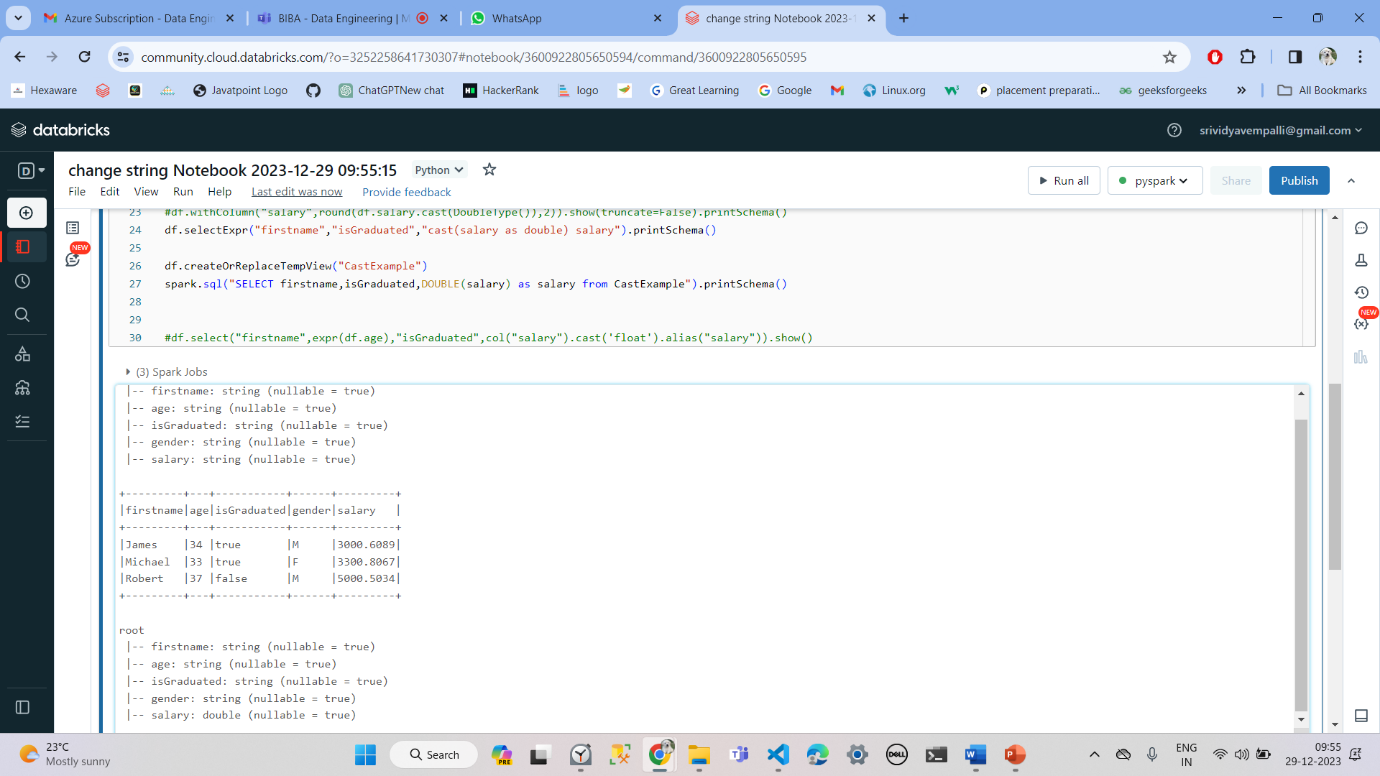 Azure Subscription - Data Engin
BIBA - Data Engineering | M
WhatsApp
change string Notebook 2023-1
community.cloud.databricks.com/?o=3252258641730307#notebook/3600922805650594/command/3600922805650595
Hexaware
Javatpoint Logo
ChatGPTNew chat
HackerRank
logo
Great Learning
Google
Linux.org
placement preparati...
geeksforgeeks
All Bookmarks
databricks
srividyavempalli@gmail.com
D
change string Notebook 2023-12-29 09:55:15
Python
File Edit View Run Help Last edit was now Provide feedback
Run all
pyspark
Share
Publish
NEW
NEW
23 #df.withColumn("salary",round(df.salary.cast(DoubleType()),2)).show(truncate=False).printSchema()
24 df.selectExpr("firstname","isGraduated","cast(salary as double) salary").printSchema()
25
26 df.createOrReplaceTempView("CastExample")
27 spark.sql("SELECT firstname,isGraduated,DOUBLE(salary) as salary from CastExample").printSchema()
28
29
30 #df.select("firstname",expr(df.age),"isGraduated",col("salary").cast('float').alias("salary")).show()
(3) Spark Jobs
|-- firstname: string (nullable = true)
|-- age: string (nullable = true)
|-- isGraduated: string (nullable = true)
|-- gender: string (nullable = true)
|-- salary: string (nullable = true)
+---------+---+-----------+------+---------+
|firstname|age|isGraduated|gender|salary   |
+---------+---+-----------+------+---------+
|James    |34 |true       |M     |3000.6089|
|Michael  |33 |true       |F     |3300.8067|
|Robert   |37 |false      |M     |5000.5034|
+---------+---+-----------+------+---------+
root
|-- firstname: string (nullable = true)
|-- age: string (nullable = true)
|-- isGraduated: string (nullable = true)
|-- gender: string (nullable = true)
|-- salary: double (nullable = true)
23°C
Mostly sunny
Search
PRE
DELL
ENG
IN
09:55
29-12-2023